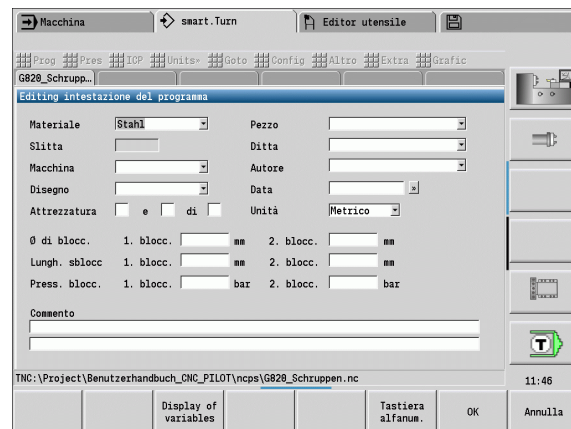 Macchina smart.Turn Editor utensile
Prog Pres ICP Units» Goto Config Altro Extra Grafic
G820_Schrupp...
Editing intestazione del programma
Materiale Stahl Pezzo
Slitta Ditta
Macchina Autore
Disegno Data »
Attrezzatura e di Unità Metrico
Ø di blocc. 1. blocc. mm 2. blocc. mm
Lungh. sblocc 1. blocc. mm 2. blocc. mm
Press. blocc. 1. blocc. bar 2. blocc. bar
Commento
T
TNC:\Project\Benutzerhandbuch_CNC_PILOT\ncps\G820_Schruppen.nc 11:46
Display of variables Tastiera alfanum. OK Annulla